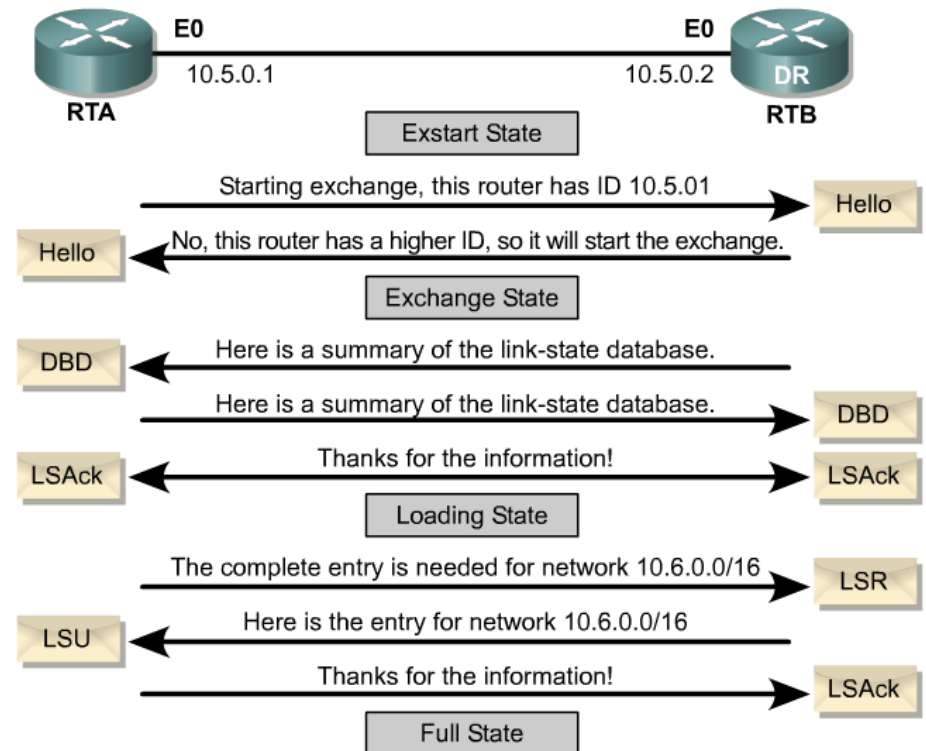 E0
E0
10.5.0.1
10.5.0.2
DR
RTA
RTB
Exstart State
Starting exchange, this router has ID 10.5.01
Hello
Hello
No, this router has a higher ID, so it will start the exchange.
Exchange State
DBD
Here is a summary of the link-state database.
Here is a summary of the link-state database.
DBD
LSAck
Thanks for the information!
LSAck
Loading State
The complete entry is needed for network 10.6.0.0/16
LSR
LSU
Here is the entry for network 10.6.0.0/16
Thanks for the information!
LSAck
Full State